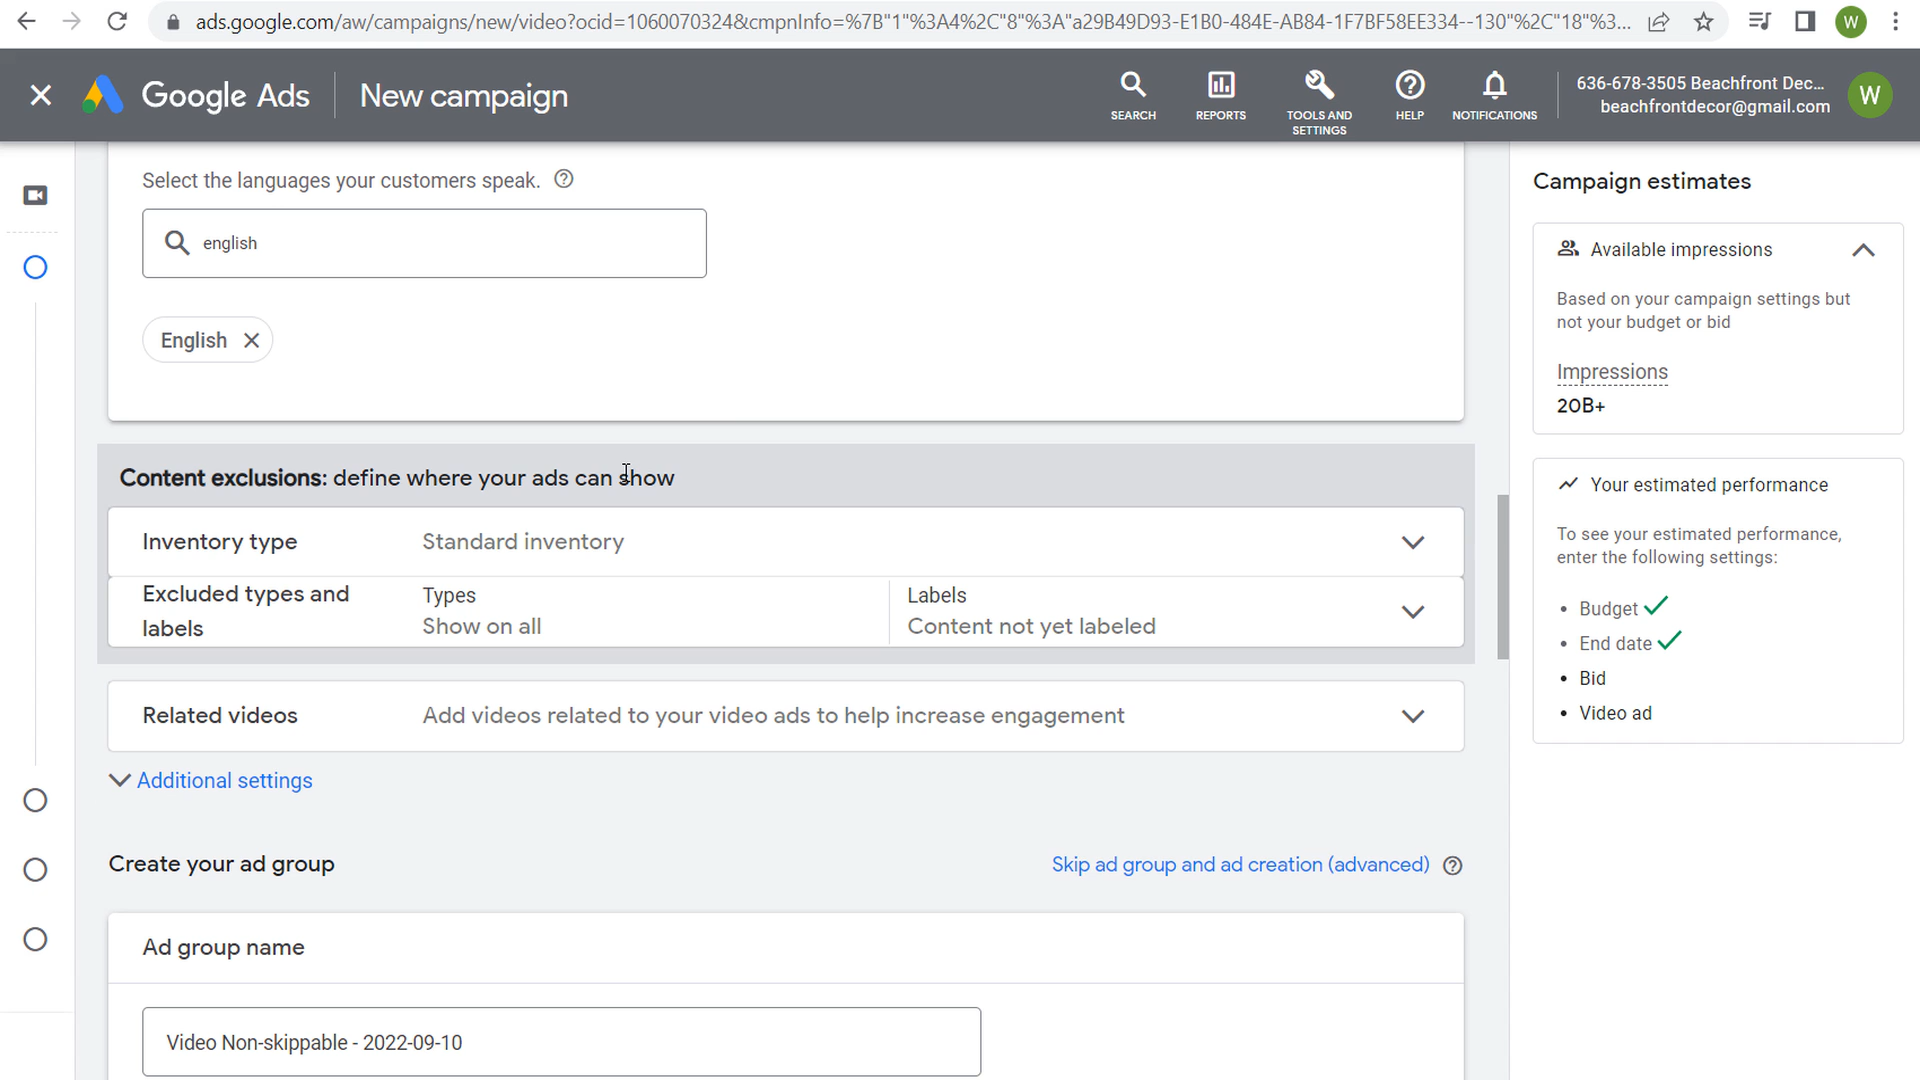 ads.google.com/aw/campaigns/new/video?ocid=1060070324&cmpnInfo=%7B"1"%3A4%2C"8"%3A"a29B49D93-E1B0-484E-AB84-1F7BF58EE334--130"%2C"18"%3...
W
Google Ads
New campaign
SEARCH
REPORTS
TOOLS AND
SETTINGS
HELP
NOTIFICATIONS
636-678-3505 Beachfront Dec...
beachfrontdecor@gmail.com
W
Select the languages your customers speak.
english
English
Content exclusions: define where your ads can show
Inventory type
Standard inventory
Excluded types and
labels
Types
Show on all
Labels
Content not yet labeled
Related videos
Add videos related to your video ads to help increase engagement
Additional settings
Create your ad group
Skip ad group and ad creation (advanced)
Ad group name
Video Non-skippable - 2022-09-10
Campaign estimates
Available impressions
Based on your campaign settings but
not your budget or bid
Impressions
20B+
Your estimated performance
To see your estimated performance,
enter the following settings:
• Budget
• End date
• Bid
• Video ad